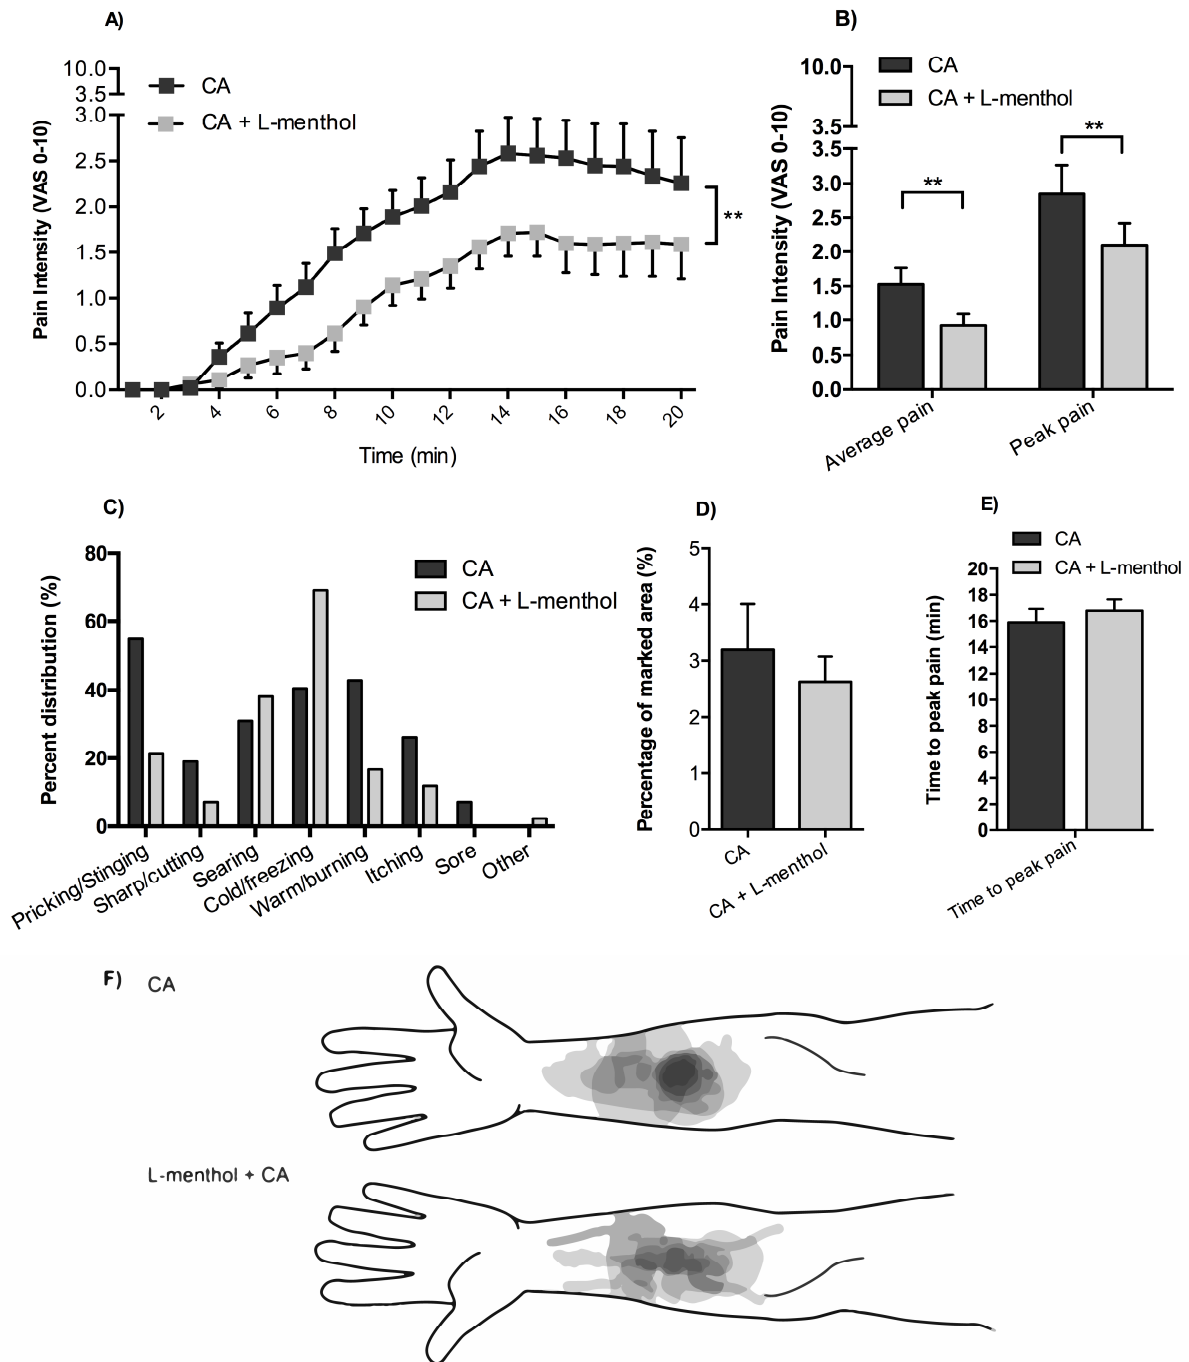 A)
10.0
3.5
3.0
2.5
2.0
1.5
1.0
0.5
0.0
Pain Intensity (VAS 0-10)
CA
CA + L-menthol
**
2 4 6 8 10 12 14 16 18 20
Time (min)
B)
10.0
3.5
3.5
3.0
2.5
2.0
1.5
1.0
0.5
0.0
Pain Intensity (VAS 0-10)
CA
CA + L-menthol
**
**
Average pain
Peak pain
C)
80
60
40
20
0
Percent distribution (%)
CA
CA + L-menthol
Pricking/Stinging
Sharp/cutting
Searing
Cold/freezing
Warm/burning
Itching
Sore
Other
D)
5
4
3
2
1
0
Percentage of marked area (%)
CA
CA + L-menthol
E)
CA
CA + L-menthol
20
18
16
14
12
10
8
6
4
2
0
Time to peak pain (min)
Time to peak pain
F)
CA
L-menthol + CA